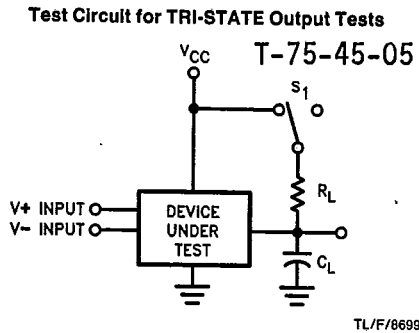 Test Circuit for TRI-STATE Output Tests
T-75-45-05
VCC
S1
RL
V+ INPUT
V- INPUT
DEVICE
UNDER
TEST
CL
TL/F/8699